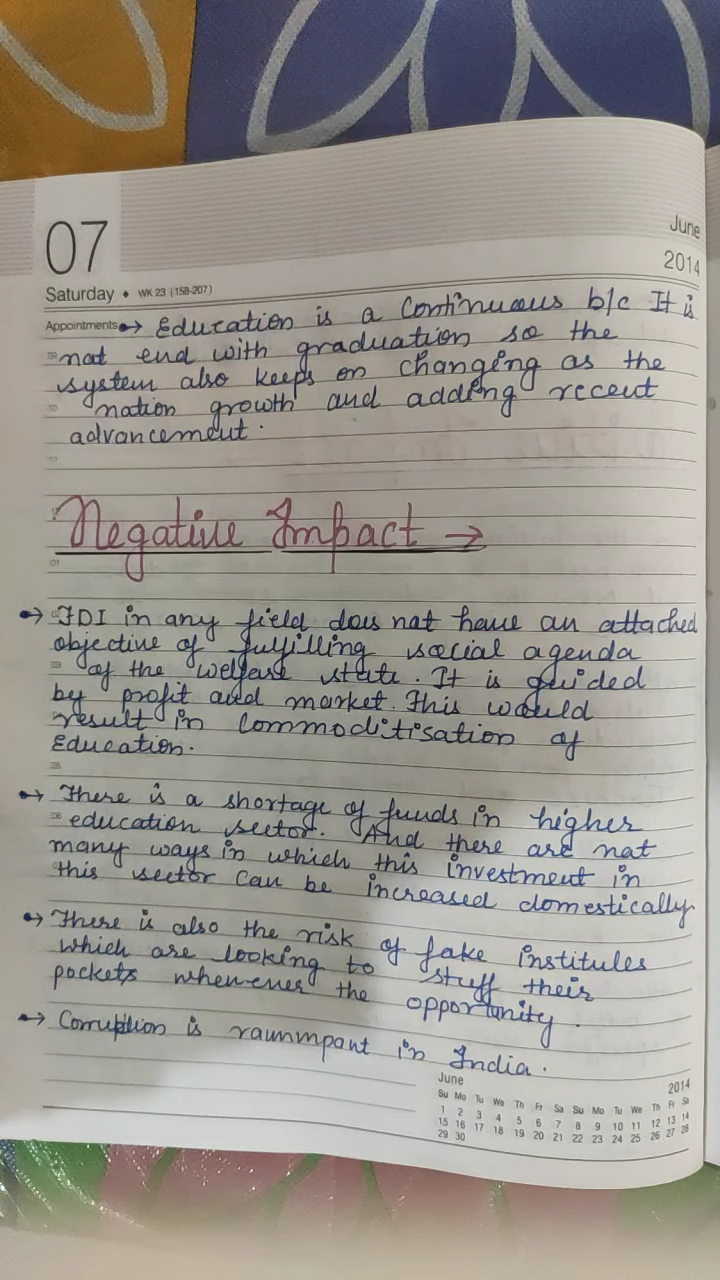 07
June
2014
Saturday ♦ WK 23 (158-207)
Appointments → Education is a continuous b/c It is
not end with graduation so the
system also keeps on changing as the
nation growth and adding recent
advancement.
Negative Impact →
→ FDI in any field does not have an attached
objective of fulfilling social agenda
of the welfare state. It is guided
by profit and market. This would
result in commoditisation of
Education.
→ There is a shortage of funds in higher
education sector. And there are not
many ways in which this investment in
this sector can be increased domestically
→ There is also the risk of fake institules
which are looking to stuff their
pockets whenever the opportunity.
→ Corruption is raummpant in India.
June 2014
Su Mo Tu We Th Fr Sa Su Mo Tu We Th Fr Sa
1 2 3 4 5 6 7 8 9 10 11 12 13 14
15 16 17 18 19 20 21 22 23 24 25 26 27 28
29 30